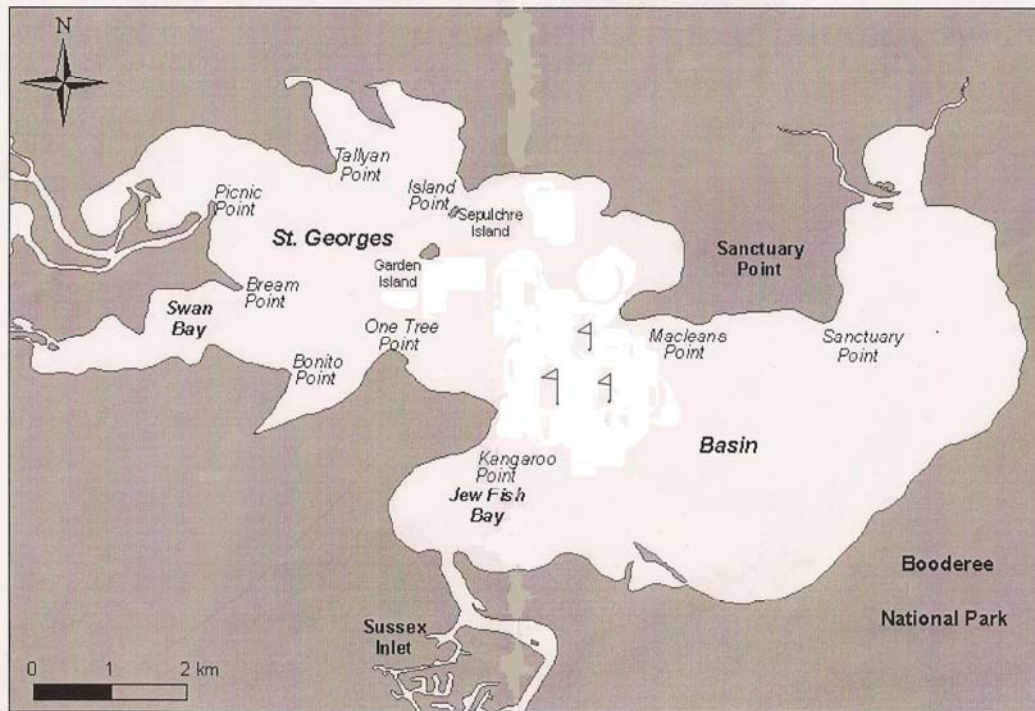 N
Tallyan
Point
Picnic
Point
Island
Point
Sepulchre
Island
St. Georges
Sanctuary
Point
Garden
Island
Bream
Point
Swan
Bay
One Tree
Point
Macleans
Point
Sanctuary
Point
Bonito
Point
Basin
Kangaroo
Point
Jew Fish
Bay
Booderee
National Park
Sussex
Inlet
0 1 2 km